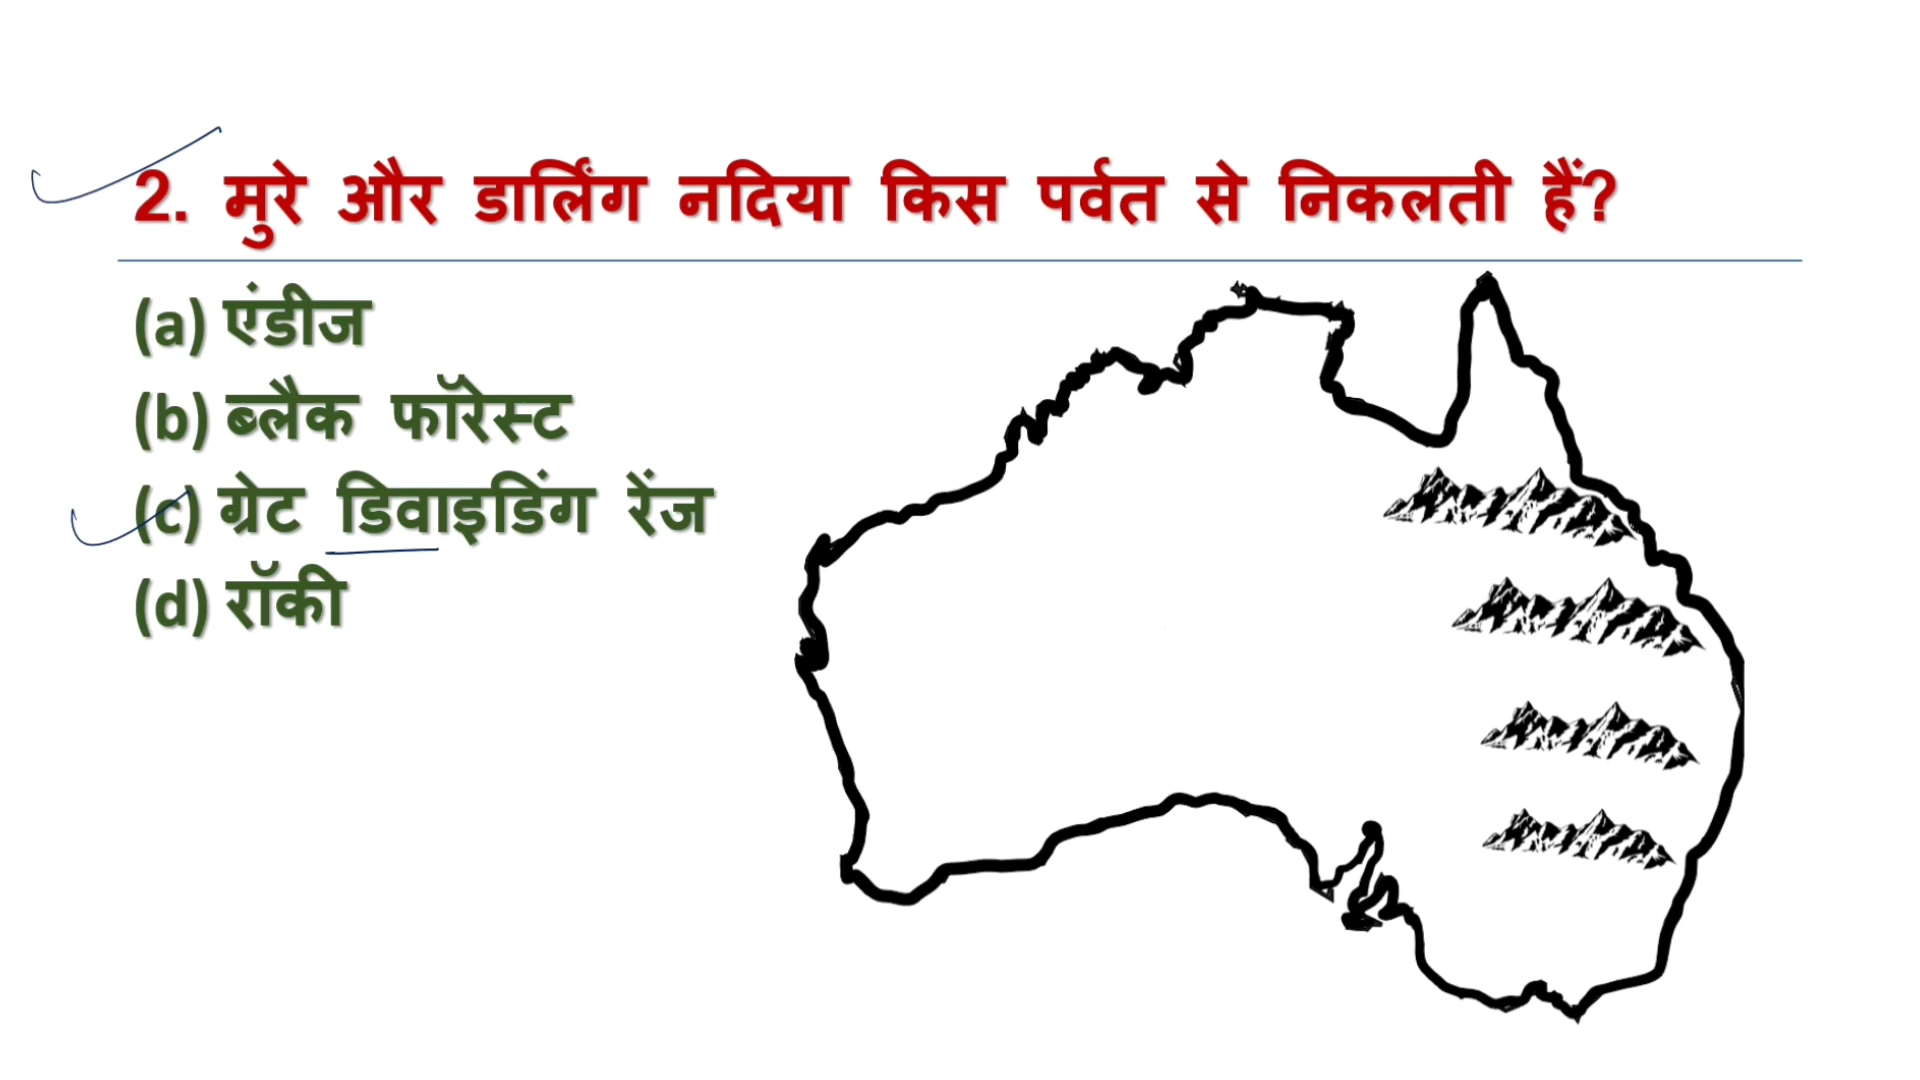 2. मुरे और डार्लिंग नदिया किस पर्वत से निकलती हैं?
(a) एंडीज
(b) ब्लैक फॉरेस्ट
(c) ग्रेट डिवाइडिंग रेंज
(d) रॉकी